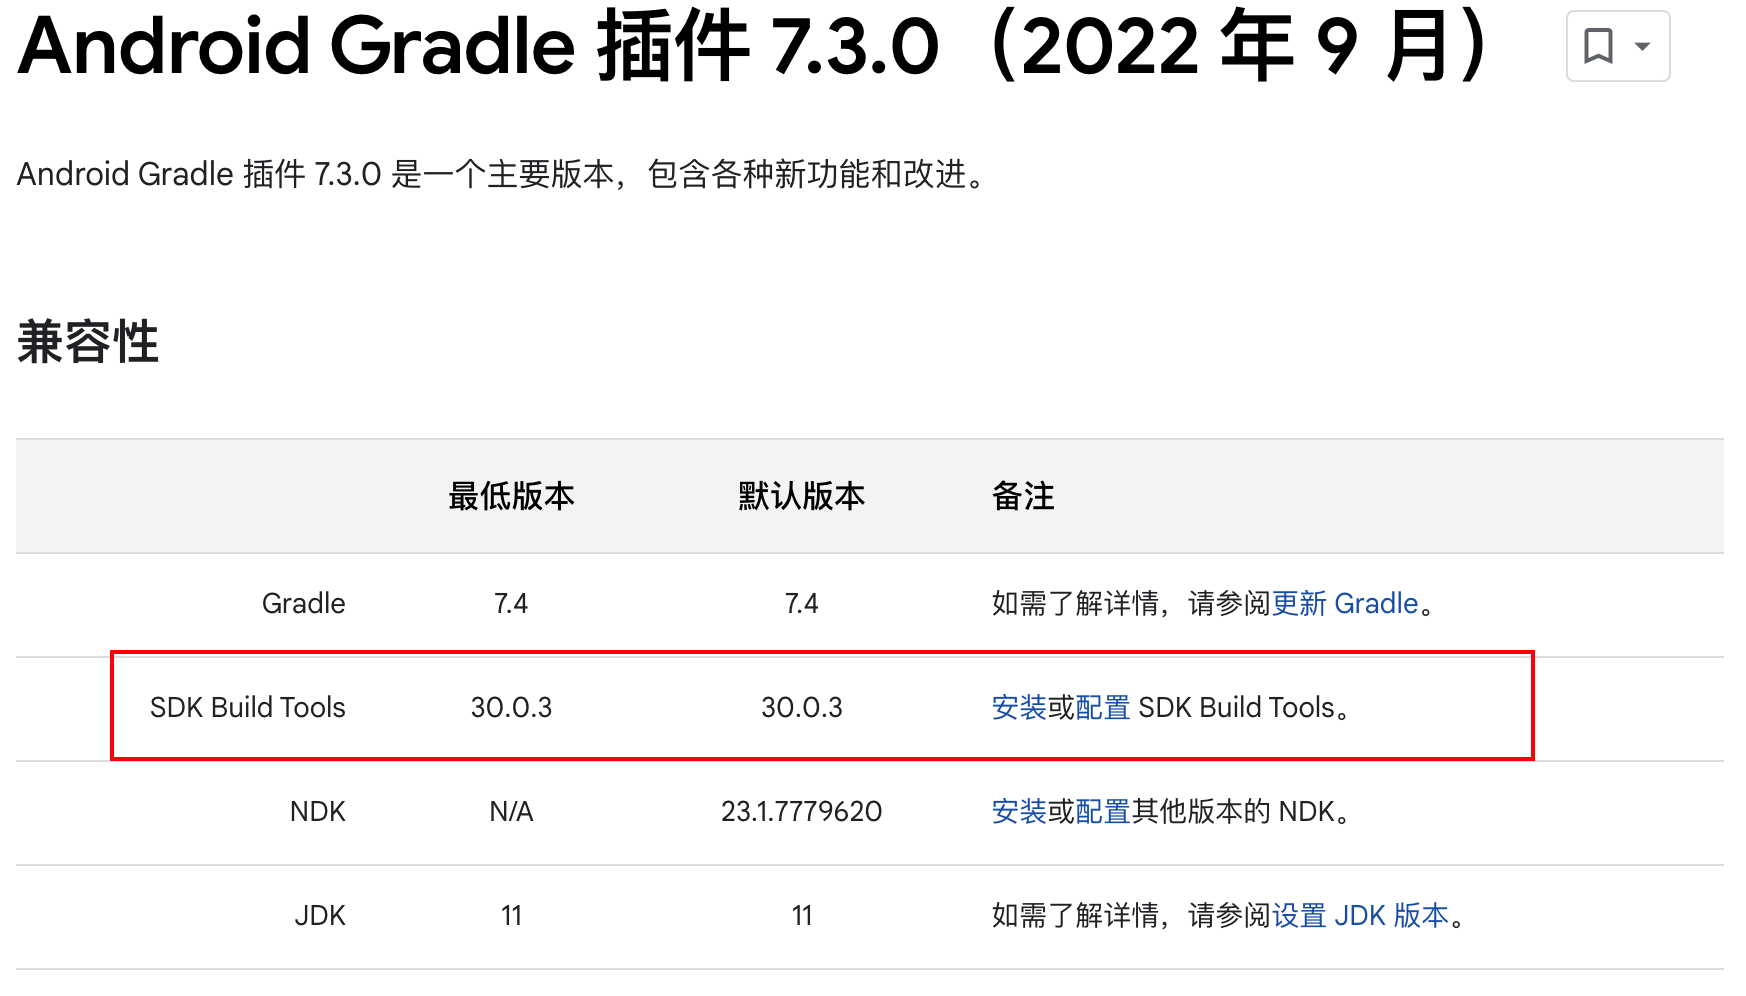 Android Gradle 插件 7.3.0（2022 年 9 月）
Android Gradle 插件 7.3.0 是一个主要版本，包含各种新功能和改进。
兼容性
最低版本 默认版本 备注
Gradle 7.4 7.4 如需了解详情，请参阅更新 Gradle。
SDK Build Tools 30.0.3 30.0.3 安装或配置 SDK Build Tools。
NDK N/A 23.1.7779620 安装或配置其他版本的 NDK。
JDK 11 11 如需了解详情，请参阅设置 JDK 版本。